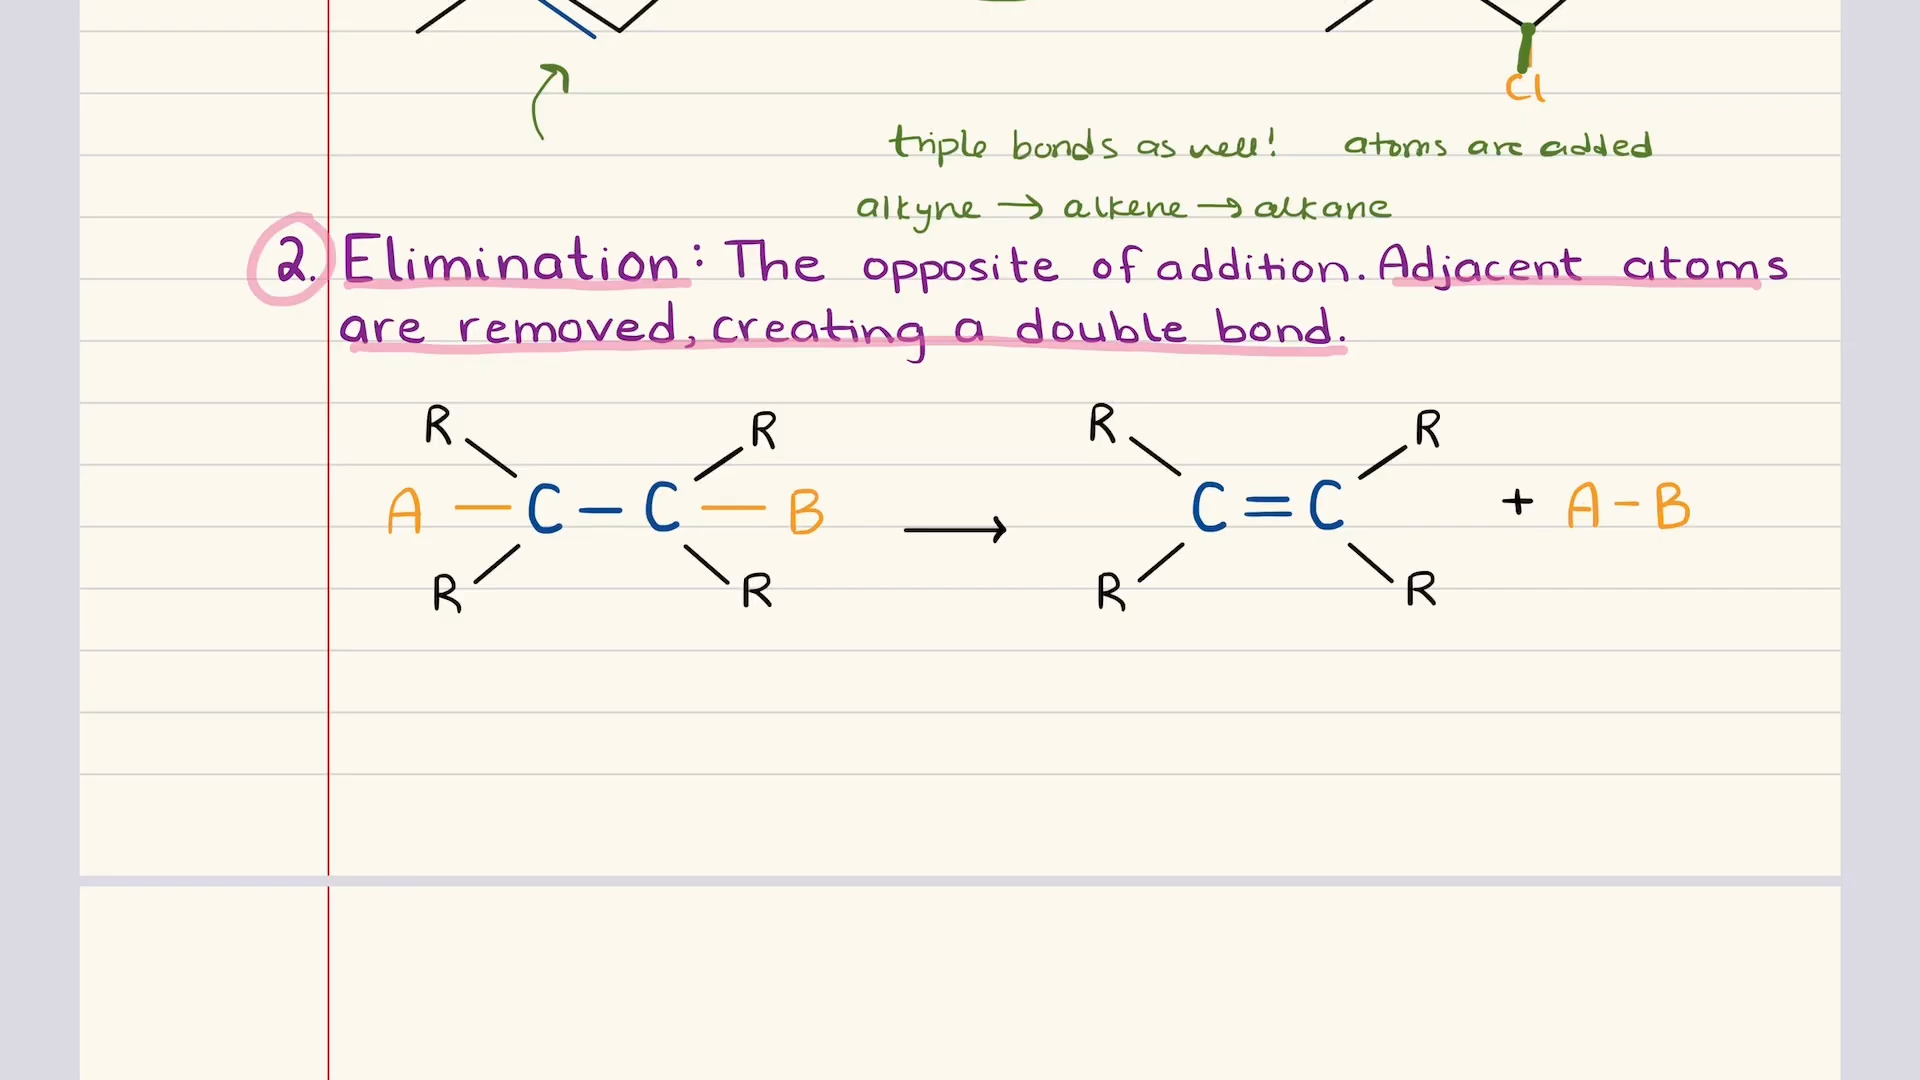 Cl
triple bonds as well! atoms are added
alkyne → alkene → alkane
2. Elimination: The opposite of addition. Adjacent atoms
are removed, creating a double bond.
R R R R
A — C — C — B → C = C + A - B
R R R R